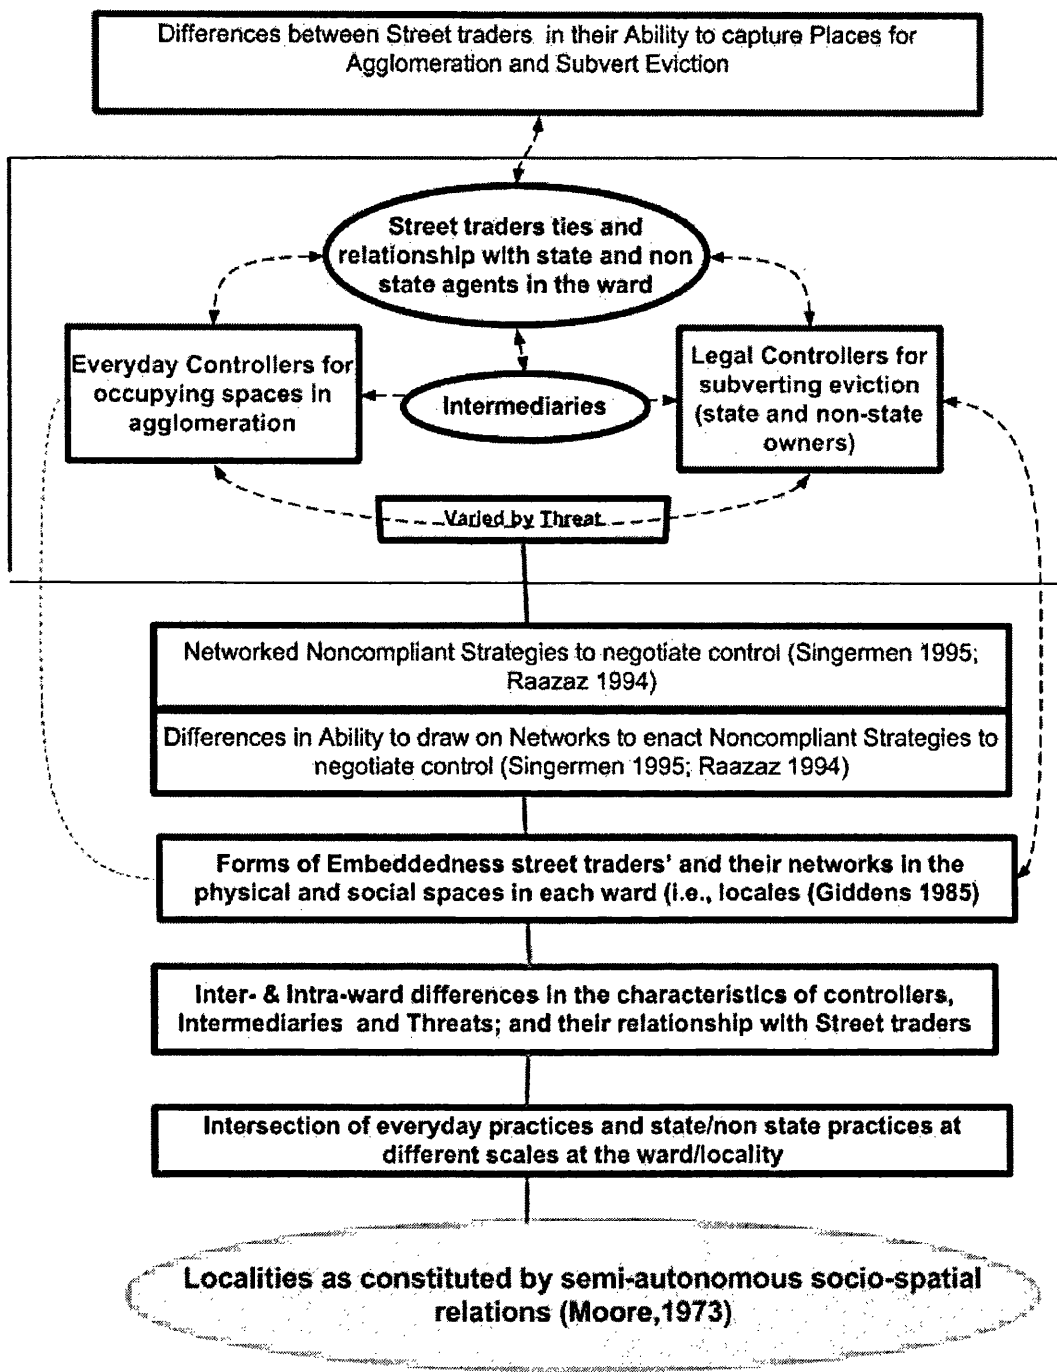 Differences between Street traders in their Ability to capture Places for
Agglomeration and Subvert Eviction
Street traders ties and
relationship with state and non
state agents in the ward
Everyday Controllers for
occupying spaces in
agglomeration
Intermediaries
Legal Controllers for
subverting eviction
(state and non-state
owners)
Varied by Threat
Networked Noncompliant Strategies to negotiate control (Singermen 1995;
Raazaz 1994)
Differences in Ability to draw on Networks to enact Noncompliant Strategies to
negotiate control (Singermen 1995; Raazaz 1994)
Forms of Embeddedness street traders' and their networks in the
physical and social spaces in each ward (i.e., locales (Giddens 1985)
Inter- & Intra-ward differences in the characteristics of controllers,
Intermediaries and Threats; and their relationship with Street traders
Intersection of everyday practices and state/non state practices at
different scales at the ward/locality
Localities as constituted by semi-autonomous socio-spatial
relations (Moore,1973)